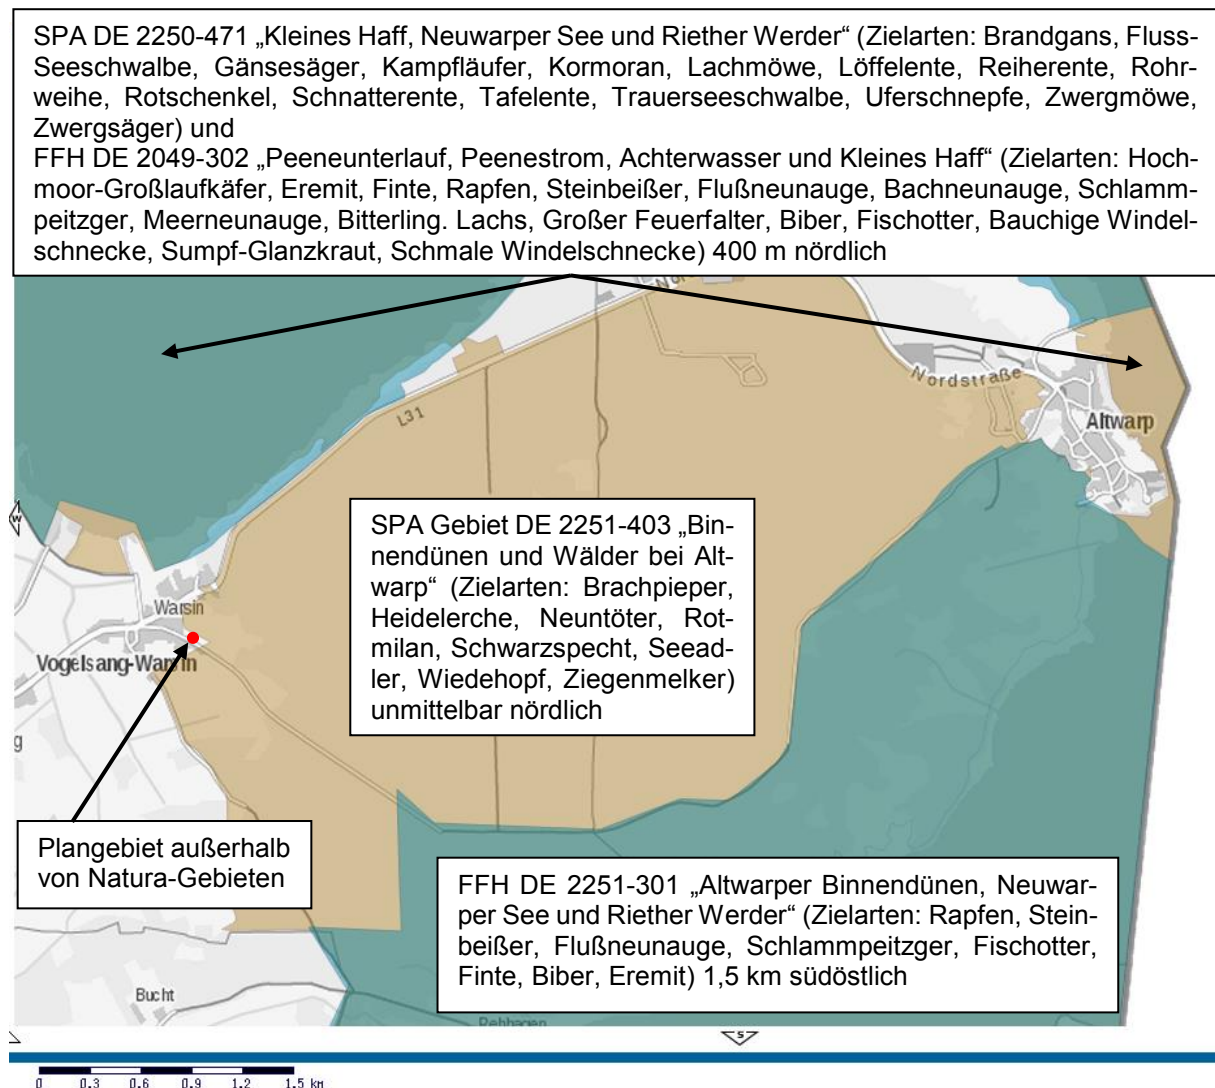 SPA DE 2250-471 „Kleines Haff, Neuwarper See und Riether Werder“ (Zielarten: Brandgans, Fluss-
Seeschwalbe, Gänsesäger, Kampfläufer, Kormoran, Lachmöwe, Löffelente, Reiherente, Rohr-
weihe, Rotschenkel, Schnatterente, Tafelente, Trauerseeschwalbe, Uferschnepfe, Zwergmöwe,
Zwergsäger) und
FFH DE 2049-302 „Peeneunterlauf, Peenestrom, Achterwasser und Kleines Haff“ (Zielarten: Hoch-
moor-Großlaufkäfer, Eremit, Finte, Rapfen, Steinbeißer, Flußneunauge, Bachneunauge, Schlamm-
peitzger, Meerneunauge, Bitterling. Lachs, Großer Feuerfalter, Biber, Fischotter, Bauchige Windel-
schnecke, Sumpf-Glanzkraut, Schmale Windelschnecke) 400 m nördlich
Nordstraße
L31
Altwarp
W
SPA Gebiet DE 2251-403 „Bin-
nendünen und Wälder bei Alt-
warp“ (Zielarten: Brachpieper,
Heidelerche, Neuntöter, Rot-
milan, Schwarzspecht, Seead-
ler, Wiedehopf, Ziegenmelker)
unmittelbar nördlich
Warsin
Vogelsang-Warsin
g
Plangebiet außerhalb
von Natura-Gebieten
FFH DE 2251-301 „Altwarper Binnendünen, Neuwar-
per See und Riether Werder“ (Zielarten: Rapfen, Stein-
beißer, Flußneunauge, Schlammpeitzger, Fischotter,
Finte, Biber, Eremit) 1,5 km südöstlich
Bucht
Rehhagen
S
0 0.3 0.6 0.9 1.2 1.5 km